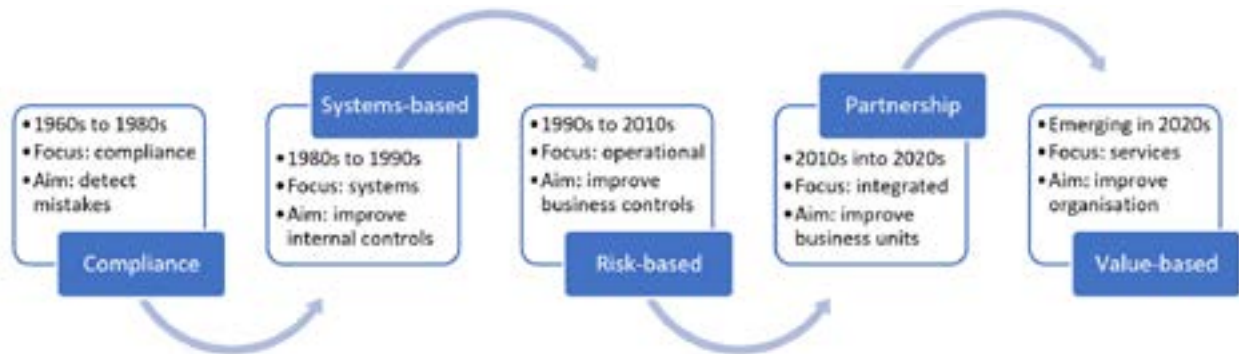 • 1960s to 1980s
• Focus: compliance
• Aim: detect
mistakes
Compliance
Systems-based
• 1980s to 1990s
• Focus: systems
• Aim: improve
internal controls
• 1990s to 2010s
• Focus: operational
• Aim: improve
business controls
Risk-based
Partnership
• 2010s into 2020s
• Focus: integrated
• Aim: improve
business units
• Emerging in 2020s
• Focus: services
• Aim: improve
organisation
Value-based